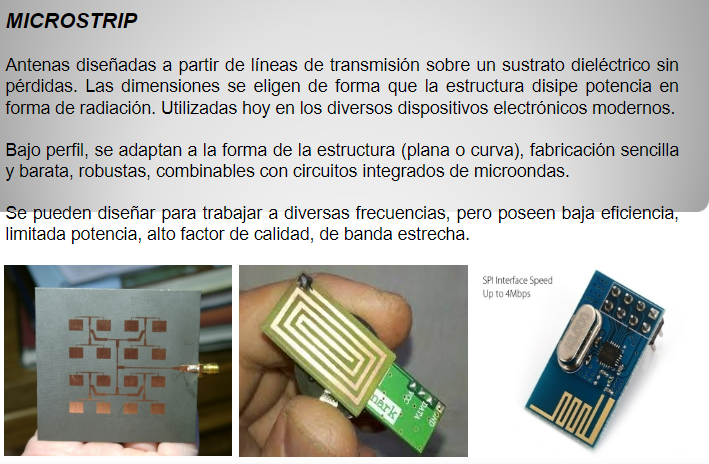 MICROSTRIP
Antenas diseñadas a partir de líneas de transmisión sobre un sustrato dieléctrico sin
pérdidas. Las dimensiones se eligen de forma que la estructura disipe potencia en
forma de radiación. Utilizadas hoy en los diversos dispositivos electrónicos modernos.
Bajo perfil, se adaptan a la forma de la estructura (plana o curva), fabricación sencilla
y barata, robustas, combinables con circuitos integrados de microondas.
Se pueden diseñar para trabajar a diversas frecuencias, pero poseen baja eficiencia,
limitada potencia, alto factor de calidad, de banda estrecha.
SPI Interface Speed
Up to 4Mbps
mark
VCC
DATA
GND